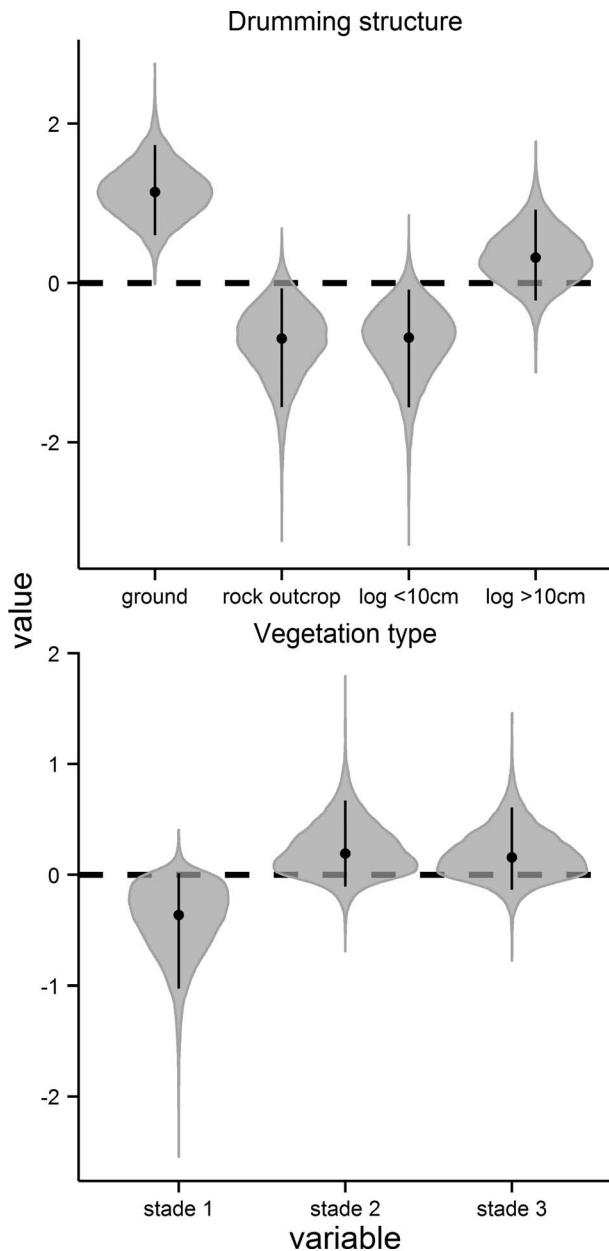 Drumming structure
2
0
-2
ground rock outcrop log <10cm log >10cm
value
Vegetation type
2
1
0
-1
-2
stade 1 stade 2 stade 3
variable